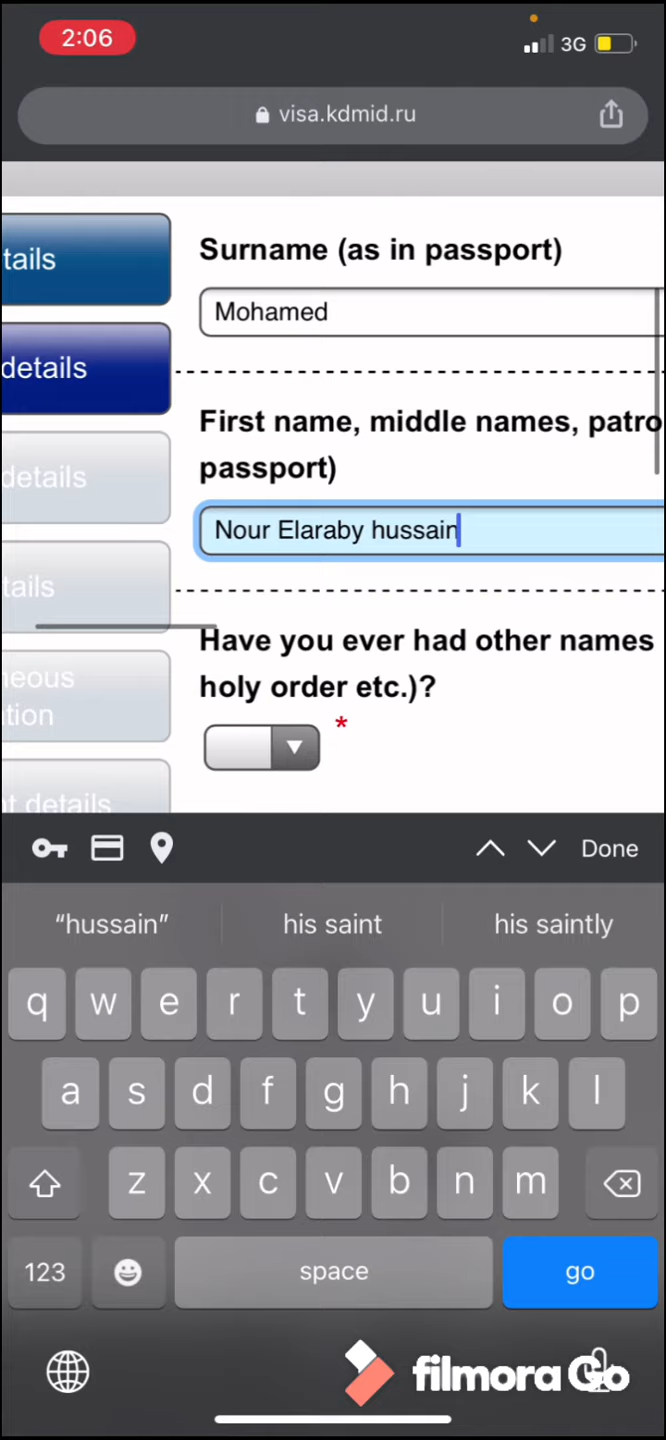 2:06
3G
visa.kdmid.ru
tails
Surname (as in passport)
Mohamed
details
First name, middle names, patro
passport)
details
Nour Elaraby hussain
tails
Have you ever had other names
holy order etc.)?
*
neous
tion
t details
Done
“hussain”
his saint
his saintly
q w e r t y u i o p
a s d f g h j k l
z x c v b n m
123
space
go
filmora Go